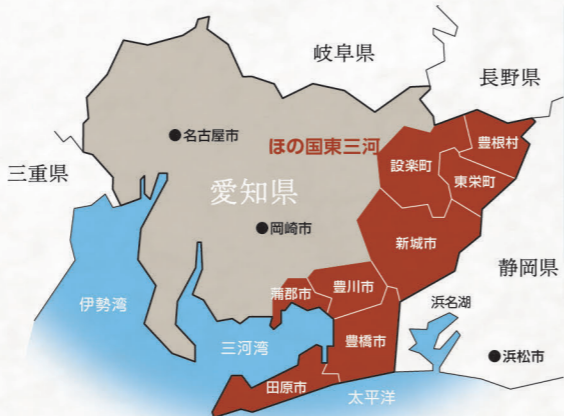 岐阜県
長野県
名古屋市
ほの国東三河
豊根村
設楽町
東栄町
三重県
愛知県
岡崎市
新城市
静岡県
蒲郡市
豊川市
伊勢湾
浜名湖
三河湾
豊橋市
浜松市
田原市
太平洋